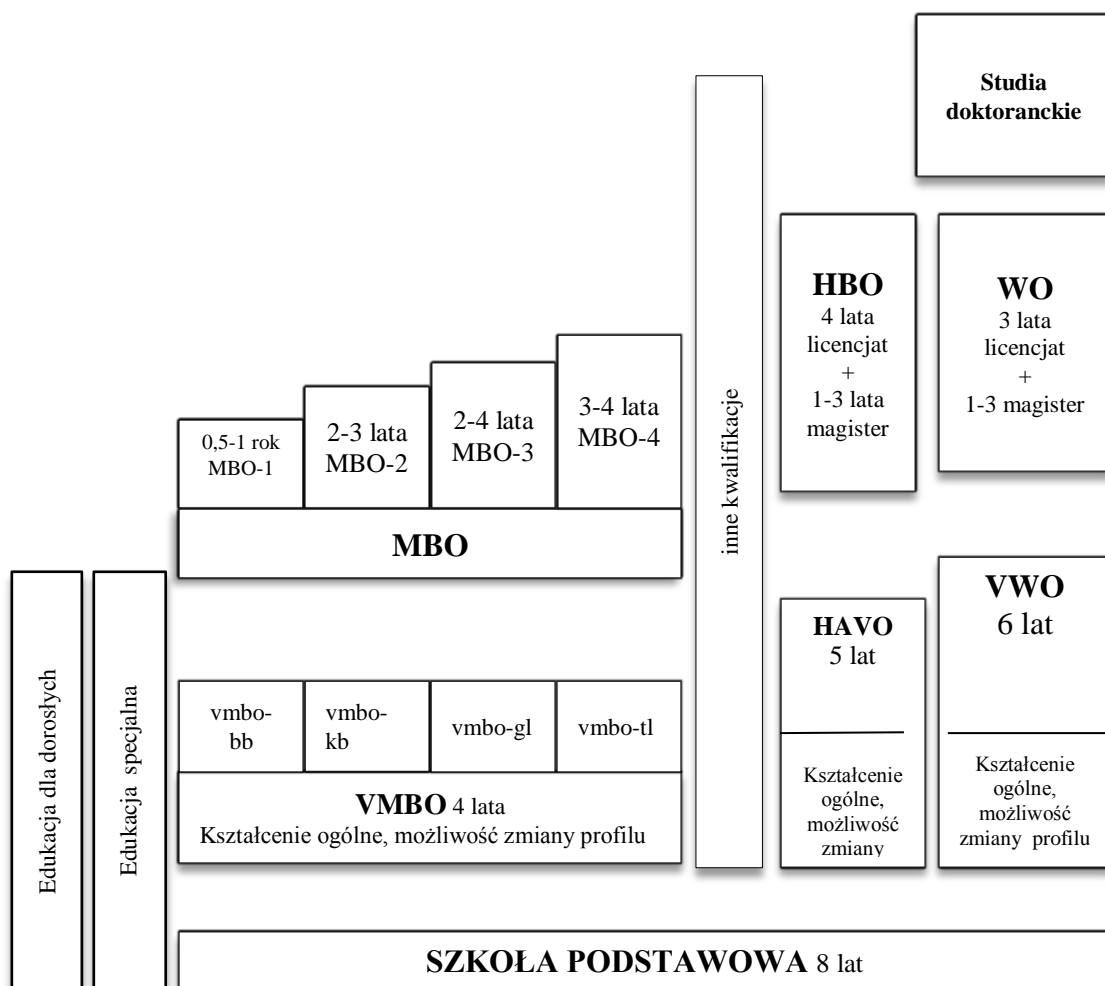 Studia
doktoranckie
HBO
4 lata
licencjat
+
1-3 lata
magister
WO
3 lata
licencjat
+
1-3 magister
0,5-1 rok
MBO-1
2-3 lata
MBO-2
2-4 lata
MBO-3
3-4 lata
MBO-4
MBO
inne kwalifikacje
Edukacja dla dorosłych
Edukacja specjalna
HAVO
5 lat
Kształcenie
ogólne,
możliwość
zmiany
VWO
6 lat
Kształcenie
ogólne,
możliwość
zmiany profilu
vmbo-
bb
vmbo-
kb
vmbo-gl
vmbo-tl
VMBO 4 lata
Kształcenie ogólne, możliwość zmiany profilu
SZKOŁA PODSTAWOWA 8 lat